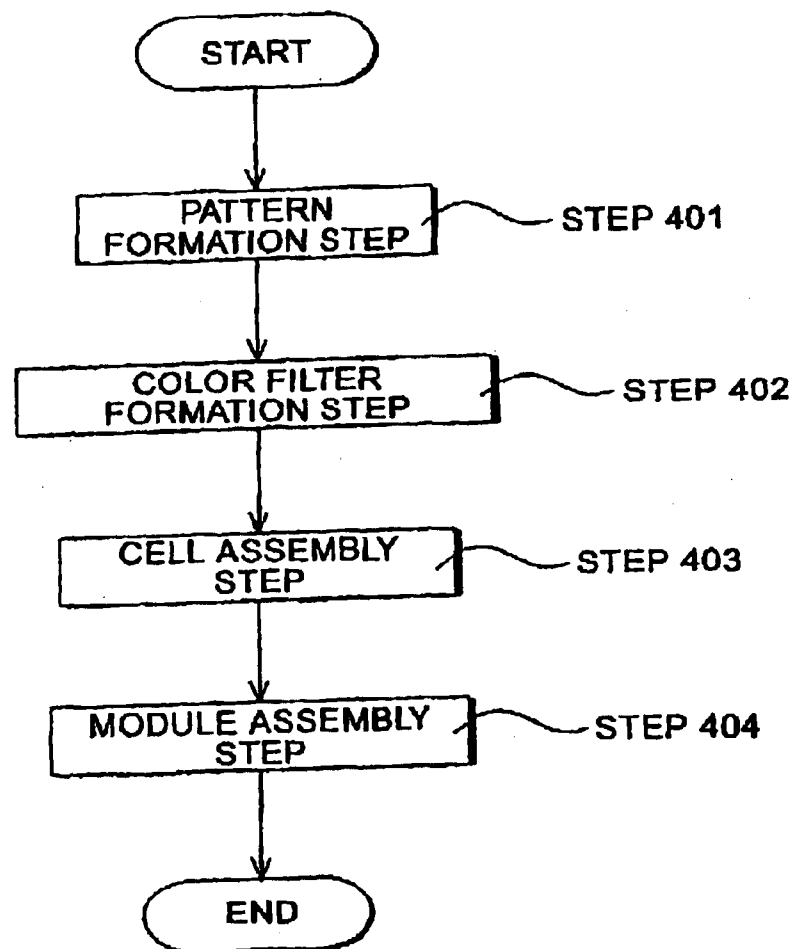 START
PATTERN
FORMATION STEP
STEP 401
COLOR FILTER
FORMATION STEP
STEP 402
CELL ASSEMBLY
STEP
STEP 403
MODULE ASSEMBLY
STEP
STEP 404
END